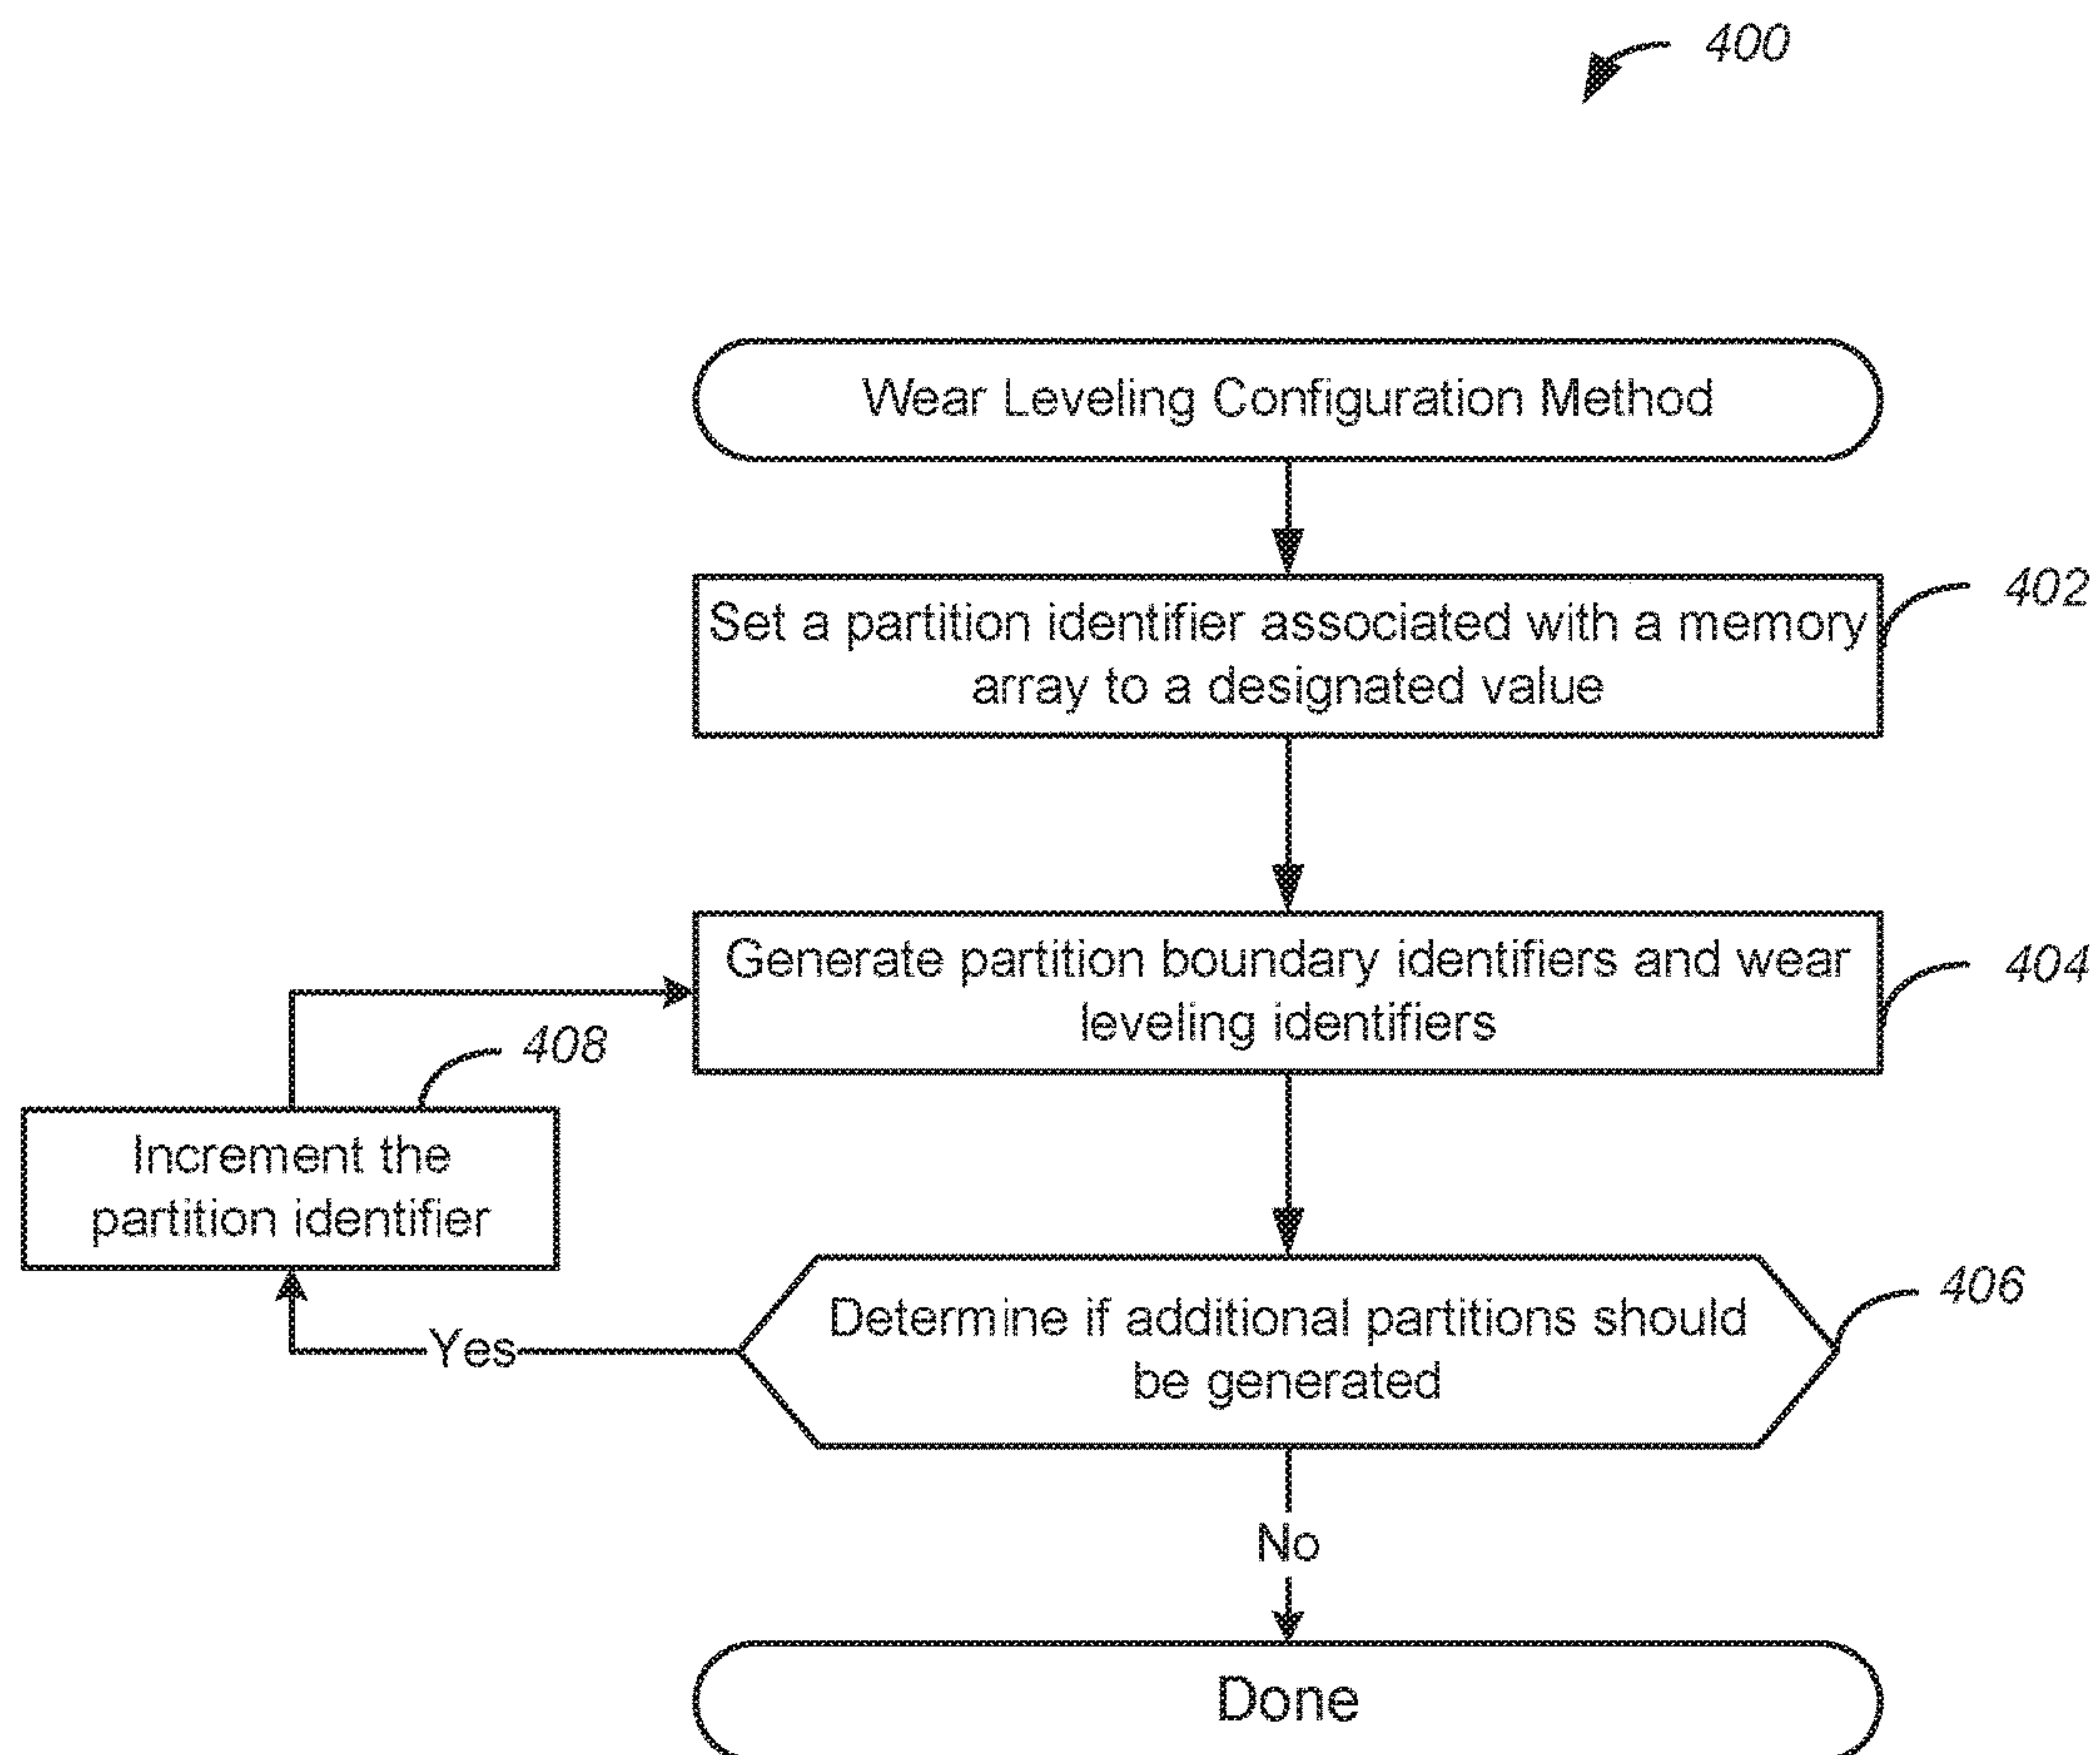 400
Wear Leveling Configuration Method
402
Set a partition identifier associated with a memory
array to a designated value
404
Generate partition boundary identifiers and wear
leveling identifiers
408
Increment the
partition identifier
406
Determine if additional partitions should
be generated
Yes
No
Done